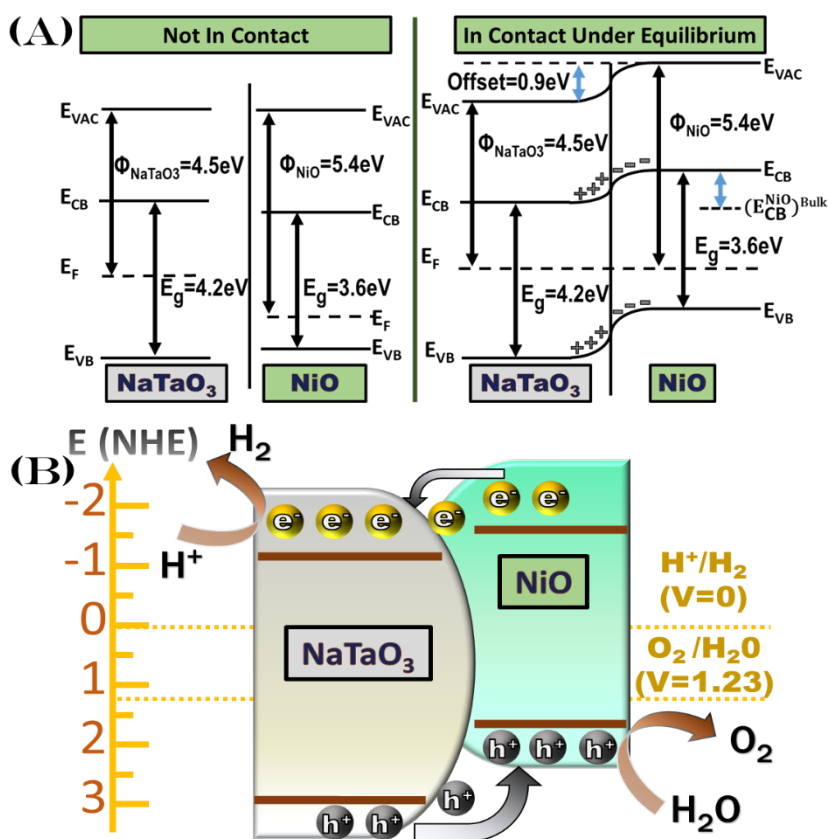 (A)
Not In Contact
In Contact Under Equilibrium
E_VAC
Φ_NaTaO3=4.5eV
E_CB
E_F
E_g=4.2eV
E_VB
NaTaO₃
E_VAC
Φ_NiO=5.4eV
E_CB
E_g=3.6eV
E_F
E_VB
NiO
Offset=0.9eV
E_VAC
Φ_NaTaO3=4.5eV
+++
E_CB
E_F
E_g=4.2eV
+++
E_VB
NaTaO₃
E_VAC
Φ_NiO=5.4eV
---
E_CB
(E_CB^NiO)^Bulk
E_g=3.6eV
---
E_VB
NiO
(B)
E (NHE)
H₂
H⁺
-2
-1
0
1
2
3
e⁻ e⁻ e⁻ e⁻ e⁻ e⁻
NaTaO₃
NiO
H⁺/H₂
(V=0)
O₂/H₂0
(V=1.23)
h⁺ h⁺ h⁺
h⁺ h⁺ h⁺
O₂
H₂O